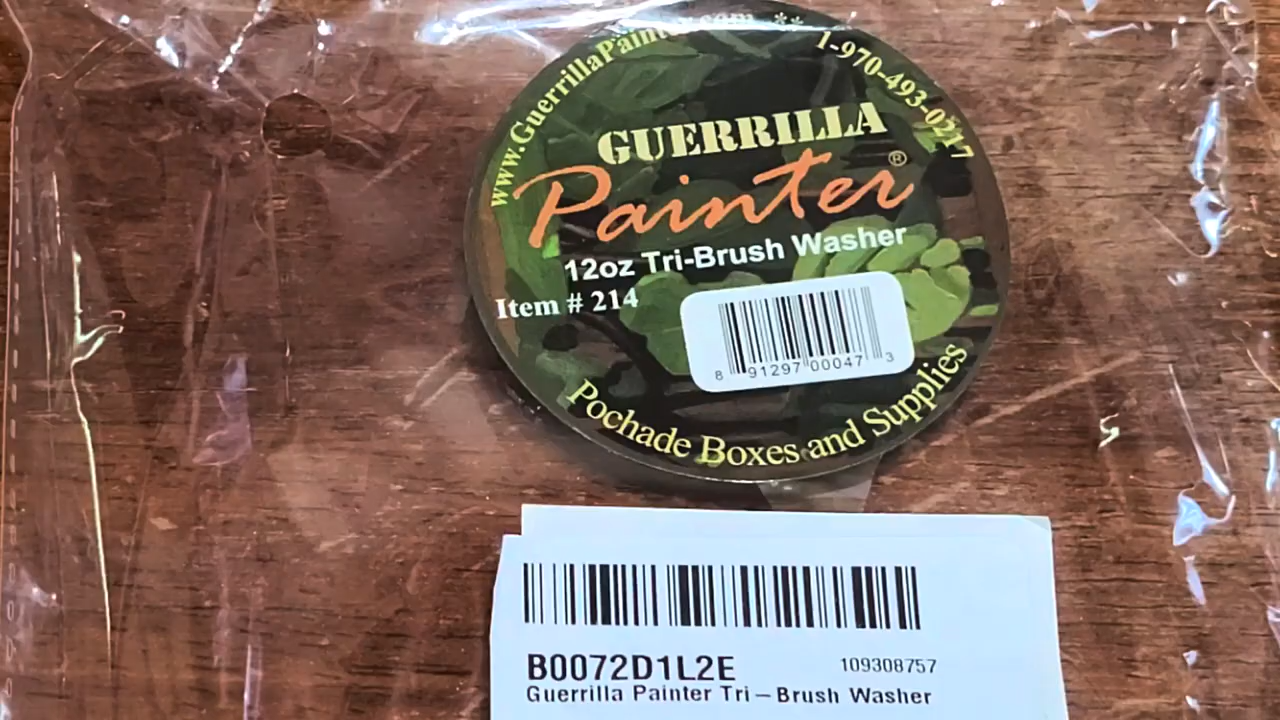 www.GuerrillaPainter.com ** 1-970-493-0217
GUERRILLA
Painter®
12oz Tri-Brush Washer
Item # 214
8 91297 00047 3
Pochade Boxes and Supplies
B0072D1L2E 109308757
Guerrilla Painter Tri – Brush Washer